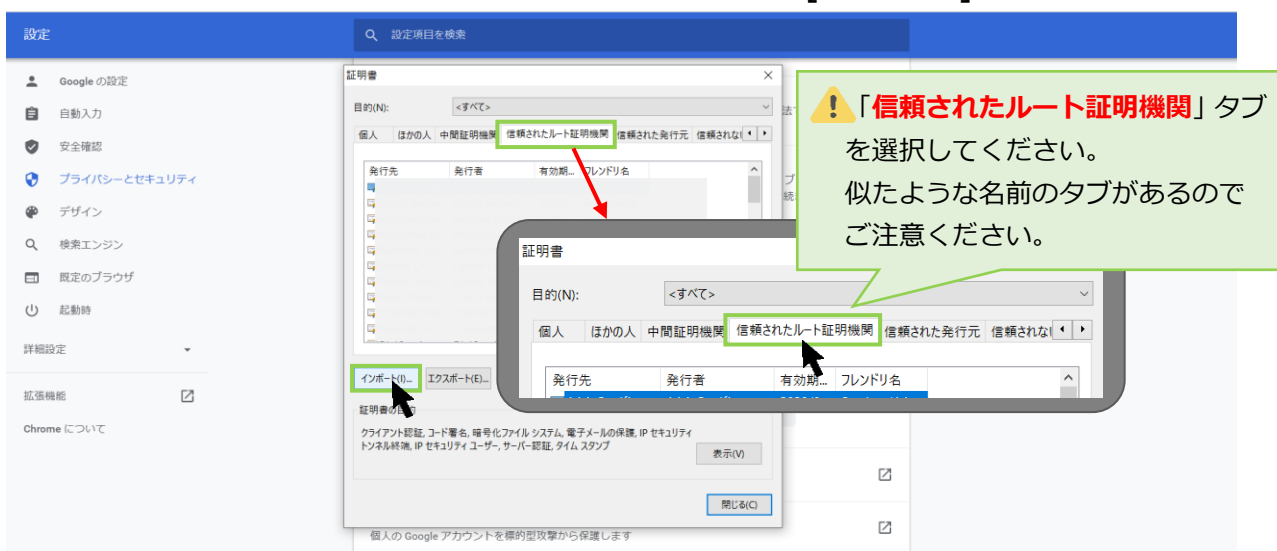 設定
設定項目を検索
Google の設定
自動入力
安全確認
プライバシーとセキュリティ
デザイン
検索エンジン
既定のブラウザ
起動時
詳細設定
拡張機能
Chrome について
証明書
目的(N):
<すべて>
個人 ほかの人 中間証明機関 信頼されたルート証明機関 信頼された発行元 信頼されな
発行先 発行者 有効期... フレンドリ名
インポート(I)... エクスポート(E)...
証明書の目的
クライアント認証, コード署名, 暗号化ファイル システム, 電子メールの保護, IP セキュリティ
トンネル終端, IP セキュリティ ユーザー, サーバー認証, タイム スタンプ
表示(V)
閉じる(C)
個人の Google アカウントを標的型攻撃から保護します
「信頼されたルート証明機関」タブ
を選択してください。
似たような名前のタブがあるので
ご注意ください。
証明書
目的(N):
<すべて>
個人 ほかの人 中間証明機関 信頼されたルート証明機関 信頼された発行元 信頼されな
発行先 発行者 有効期... フレンドリ名